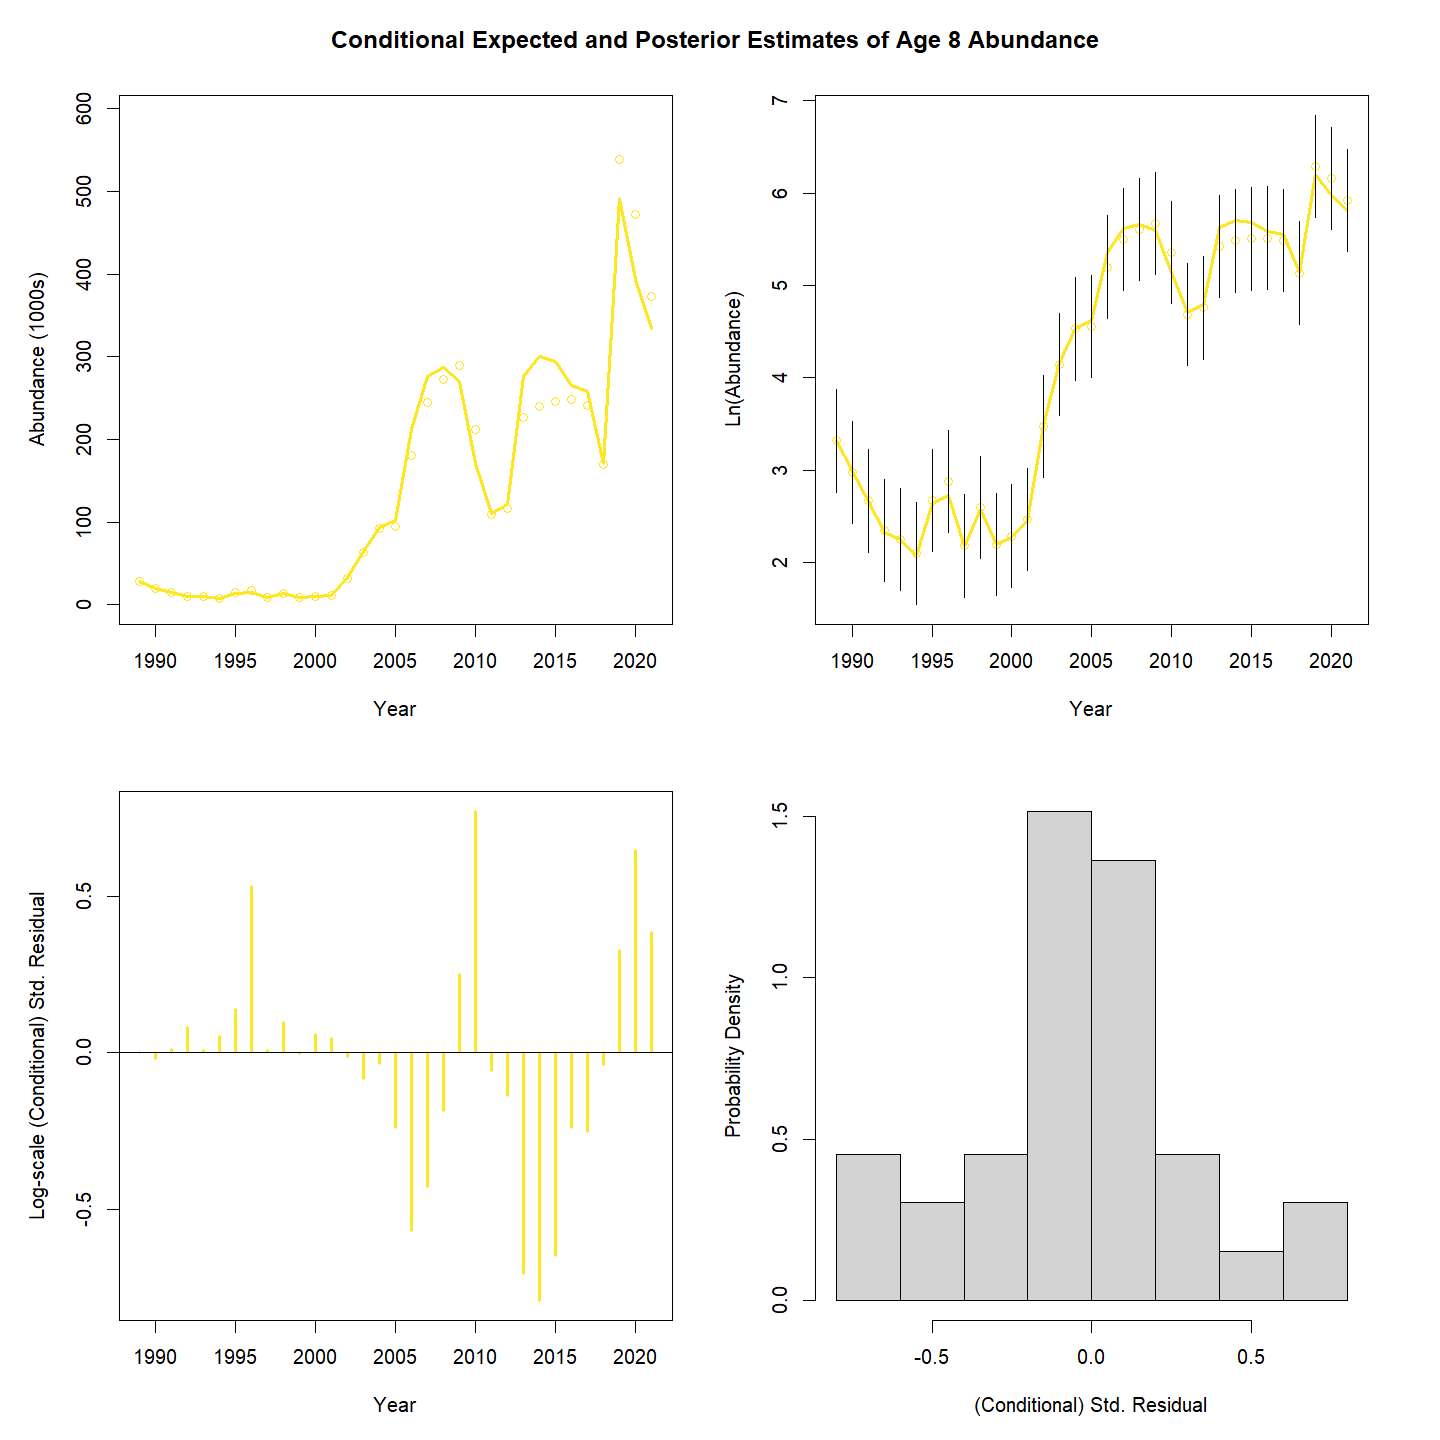 Conditional Expected and Posterior Estimates of Age 8 Abundance
Abundance (1000s)
600
500
400
300
200
100
0
1990 1995 2000 2005 2010 2015 2020
Year
Ln(Abundance)
7
6
5
4
3
2
1990 1995 2000 2005 2010 2015 2020
Year
Log-scale (Conditional) Std. Residual
0.5
0.0
-0.5
1990 1995 2000 2005 2010 2015 2020
Year
Probability Density
1.5
1.0
0.5
0.0
-0.5 0.0 0.5
(Conditional) Std. Residual